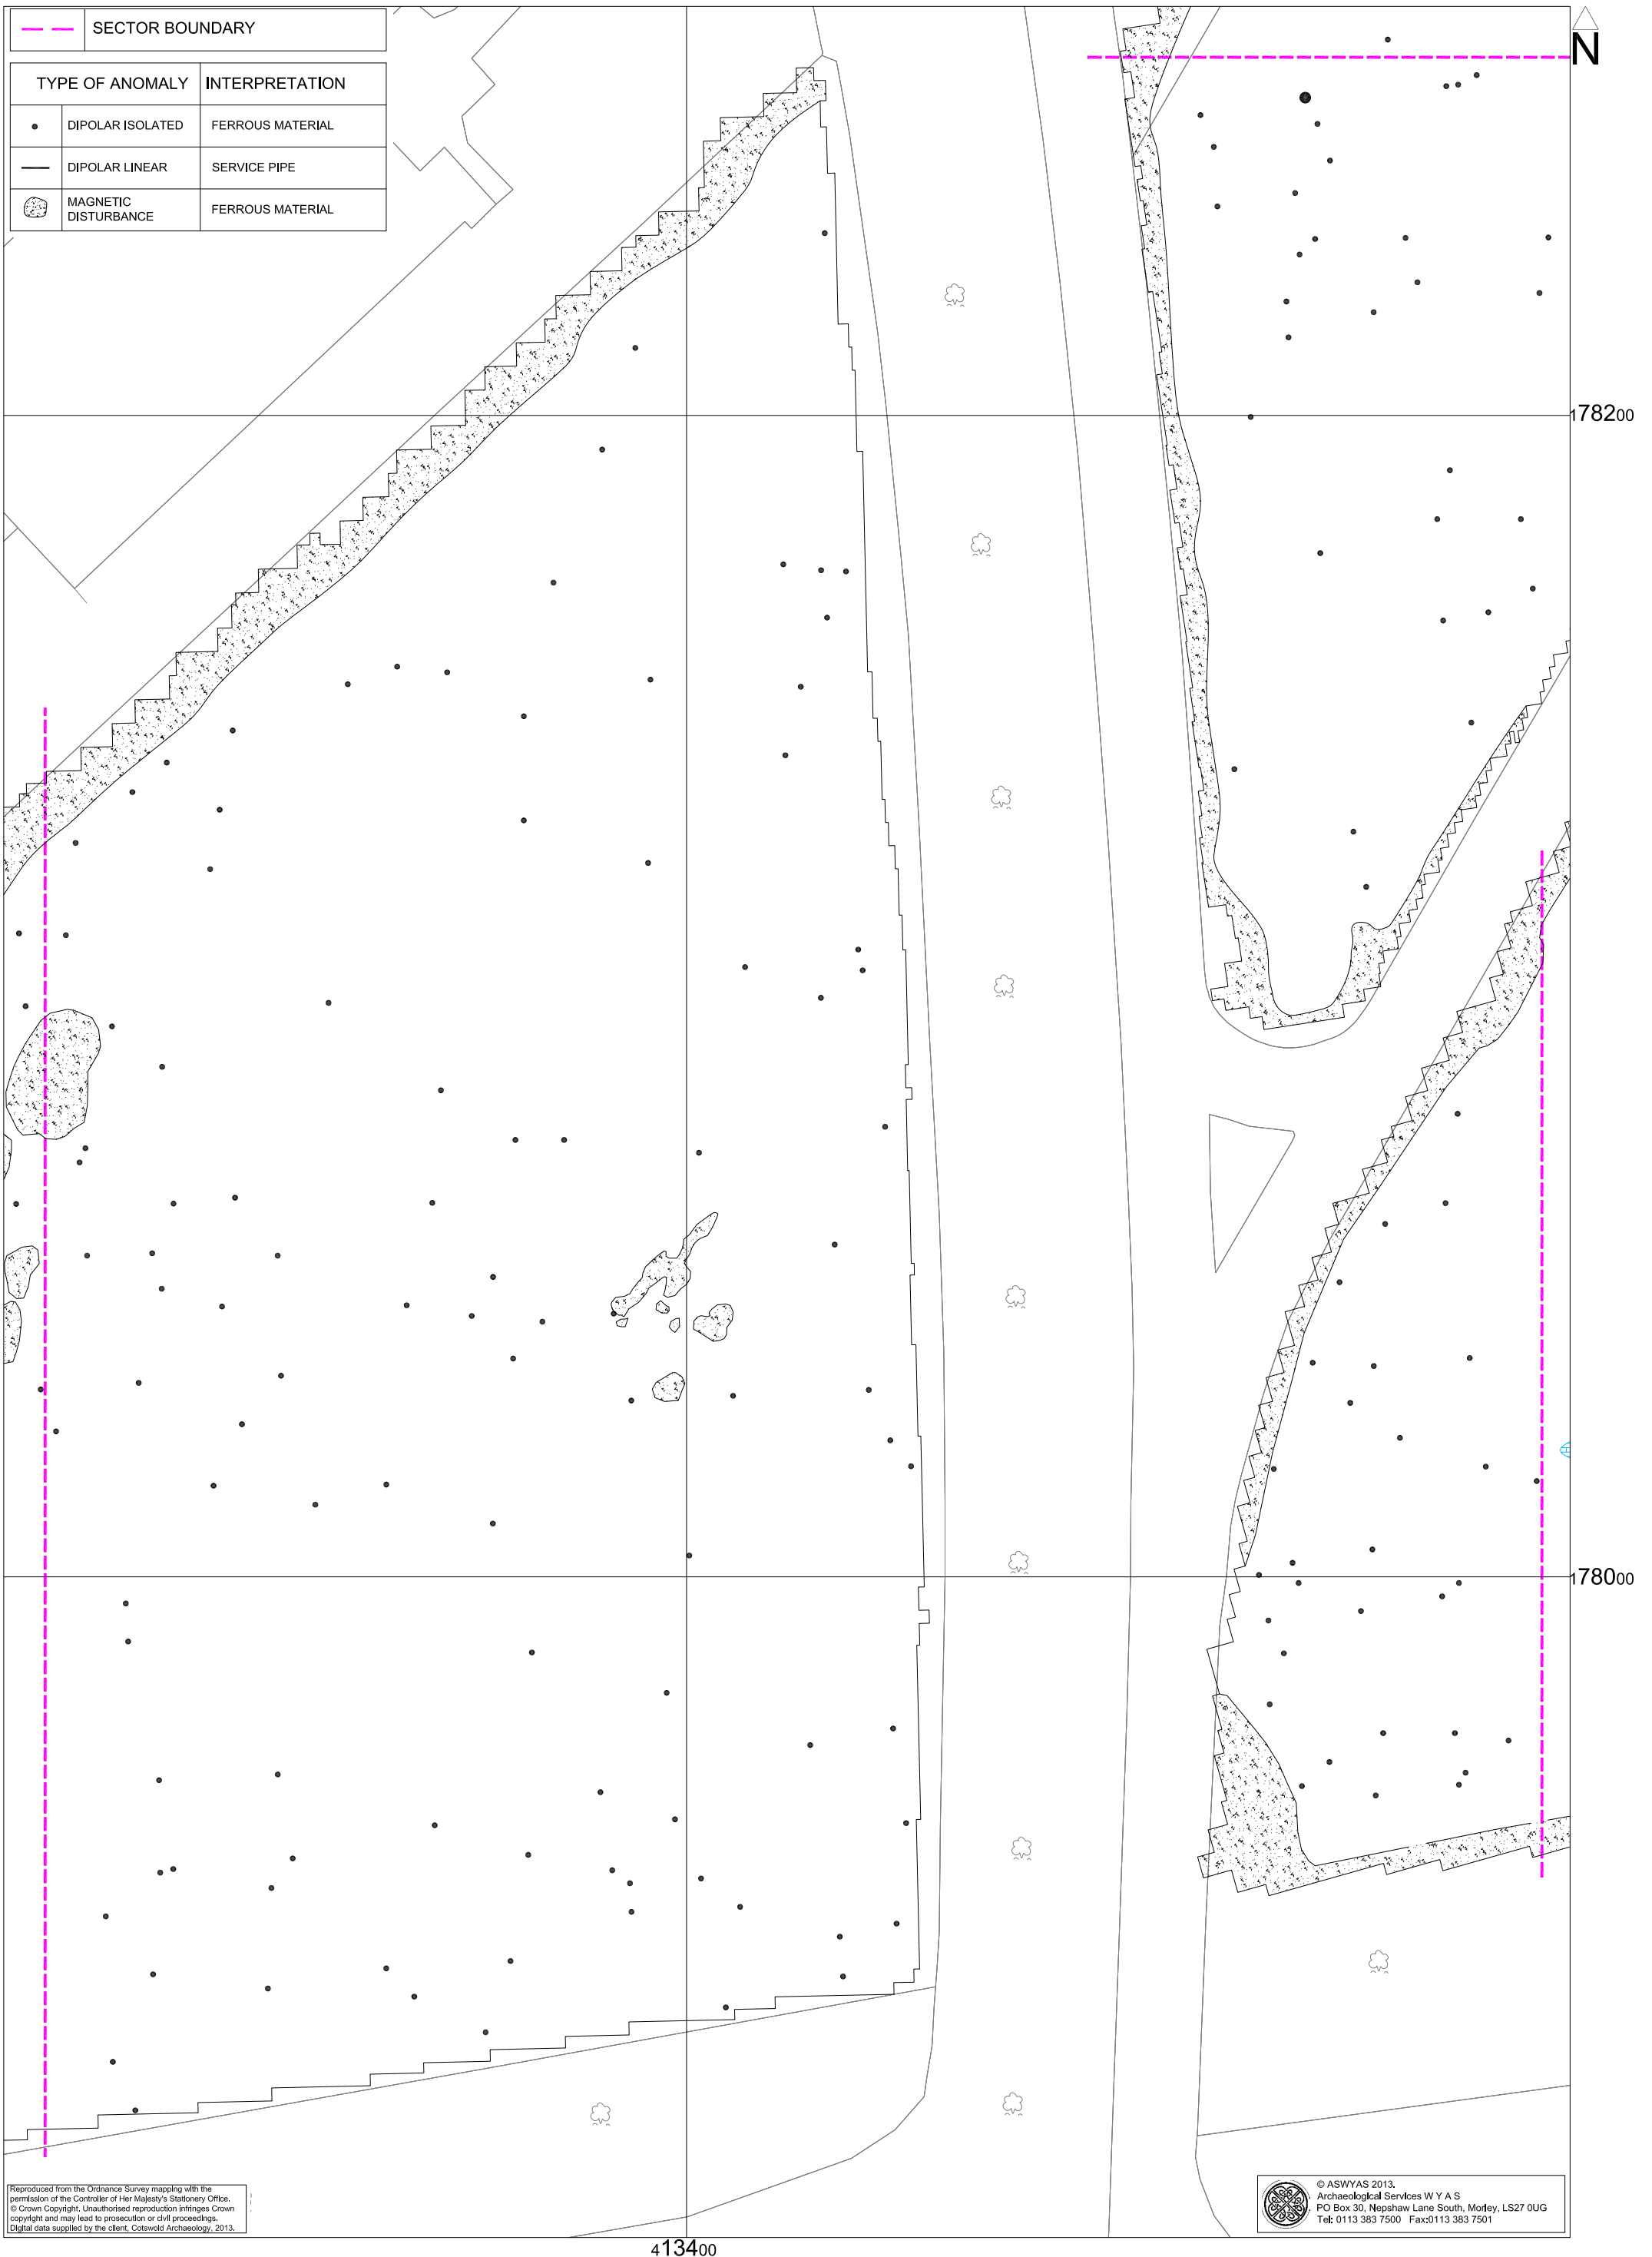 SECTOR BOUNDARY
TYPE OF ANOMALY INTERPRETATION
DIPOLAR ISOLATED FERROUS MATERIAL
DIPOLAR LINEAR SERVICE PIPE
MAGNETIC
DISTURBANCE FERROUS MATERIAL
N
178200
178000
413400
Reproduced from the Ordnance Survey mapping with the
permission of the Controller of Her Majesty's Stationery Office.
© Crown Copyright. Unauthorised reproduction infringes Crown
copyright and may lead to prosecution or civil proceedings.
Digital data supplied by the client, Cotswold Archaeology, 2013.
© ASWYAS 2013.
Archaeological Services W Y A S
PO Box 30, Nepshaw Lane South, Morley, LS27 0UG
Tel: 0113 383 7500 Fax:0113 383 7501